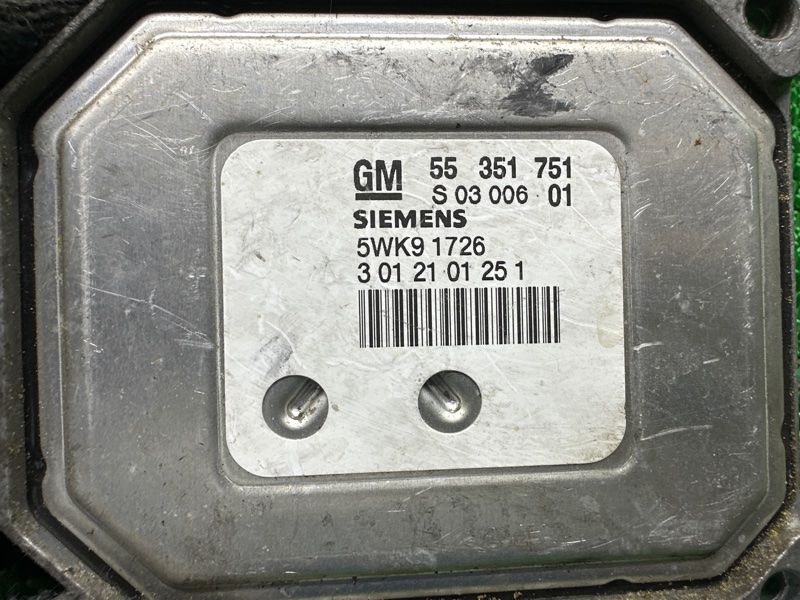 GM 55 351 751
S 03 006 01
SIEMENS
5WK9 1726
3 01 21 01 25 1